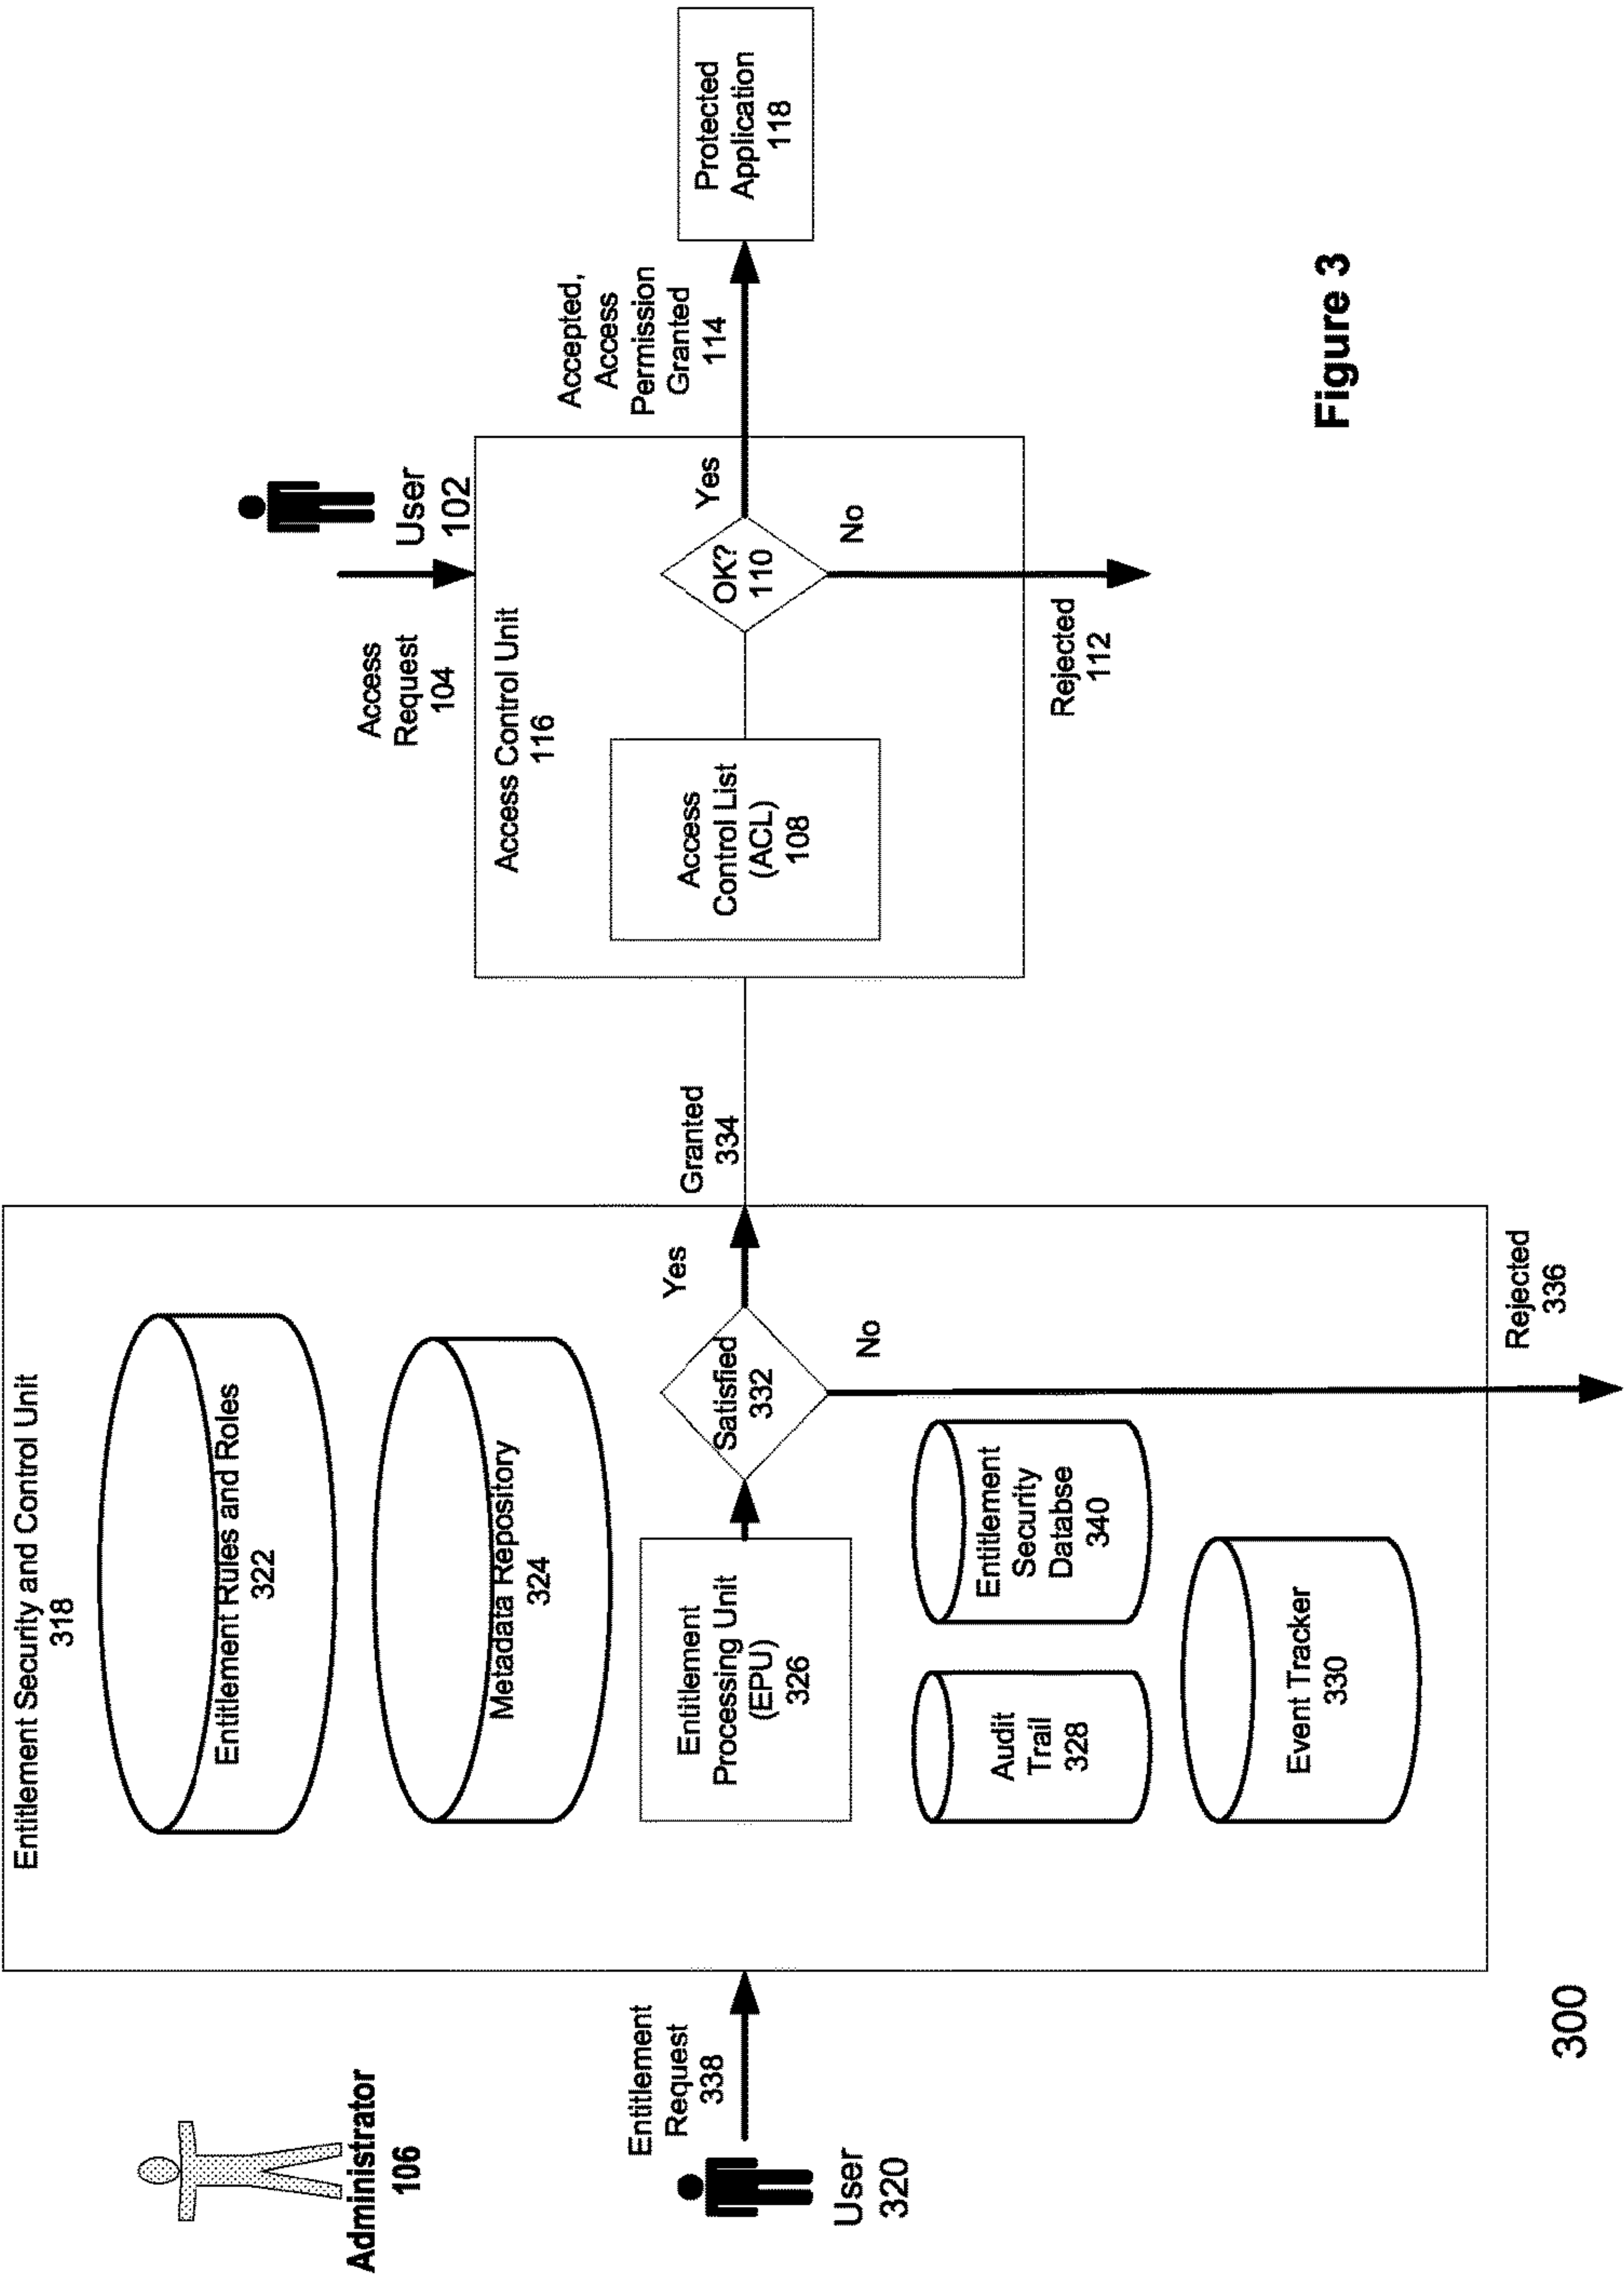 Administrator
106
Entitlement
Request
338
User
320
300
Entitlement Security and Control Unit
318
Entitlement Rules and Roles
322
Metadata Repository
324
Entitlement
Processing Unit
(EPU)
326
Satisfied
332
Yes
No
Audit
Trail
328
Entitlement
Security
Databse
340
Event Tracker
330
Rejected
336
Granted
334
Access
Request
104
User
102
Access Control Unit
116
Access
Control List
(ACL)
108
OK?
110
Yes
No
Rejected
112
Accepted,
Access
Permission
Granted
114
Protected
Application
118
Figure 3